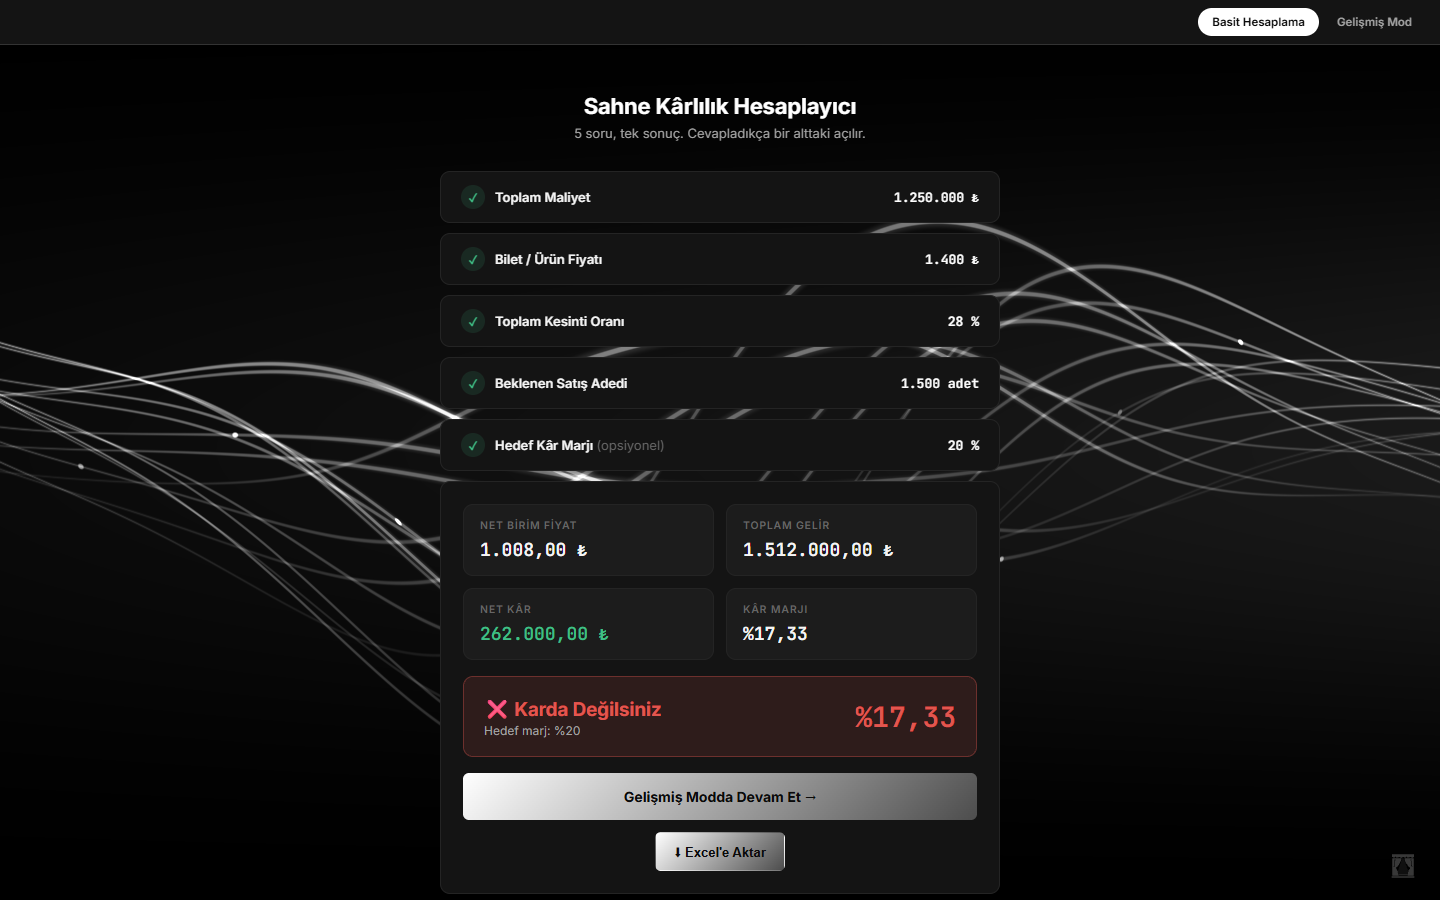 Basit Hesaplama
Gelişmiş Mod
Sahne Kârlılık Hesaplayıcı
5 soru, tek sonuç. Cevapladıkça bir alttaki açılır.
Toplam Maliyet 1.250.000 ₺
Bilet / Ürün Fiyatı 1.400 ₺
Toplam Kesinti Oranı 28 %
Beklenen Satış Adedi 1.500 adet
Hedef Kâr Marjı (opsiyonel) 20 %
NET BİRİM FİYAT
1.008,00 ₺
TOPLAM GELİR
1.512.000,00 ₺
NET KÂR
262.000,00 ₺
KÂR MARJI
%17,33
❌ Karda Değilsiniz
Hedef marj: %20
%17,33
Gelişmiş Modda Devam Et →
⬇ Excel'e Aktar